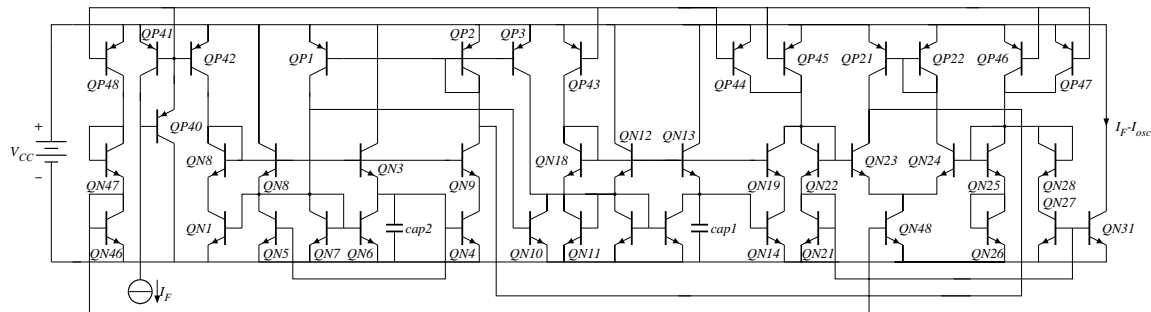 QP41
QP42
QP48
QP1
QP2
QP3
QP43
QP44
QP45
QP21
QP22
QP46
QP47
QP40
+
V_CC
−
I_F-I_osc
QN47
QN8
QN8
QN3
QN9
QN18
QN12
QN13
QN19
QN22
QN23
QN24
QN25
QN28
QN27
QN46
QN1
QN5
QN7
QN6
cap2
QN4
QN10
QN11
cap1
QN14
QN21
QN48
QN26
QN31
I_F